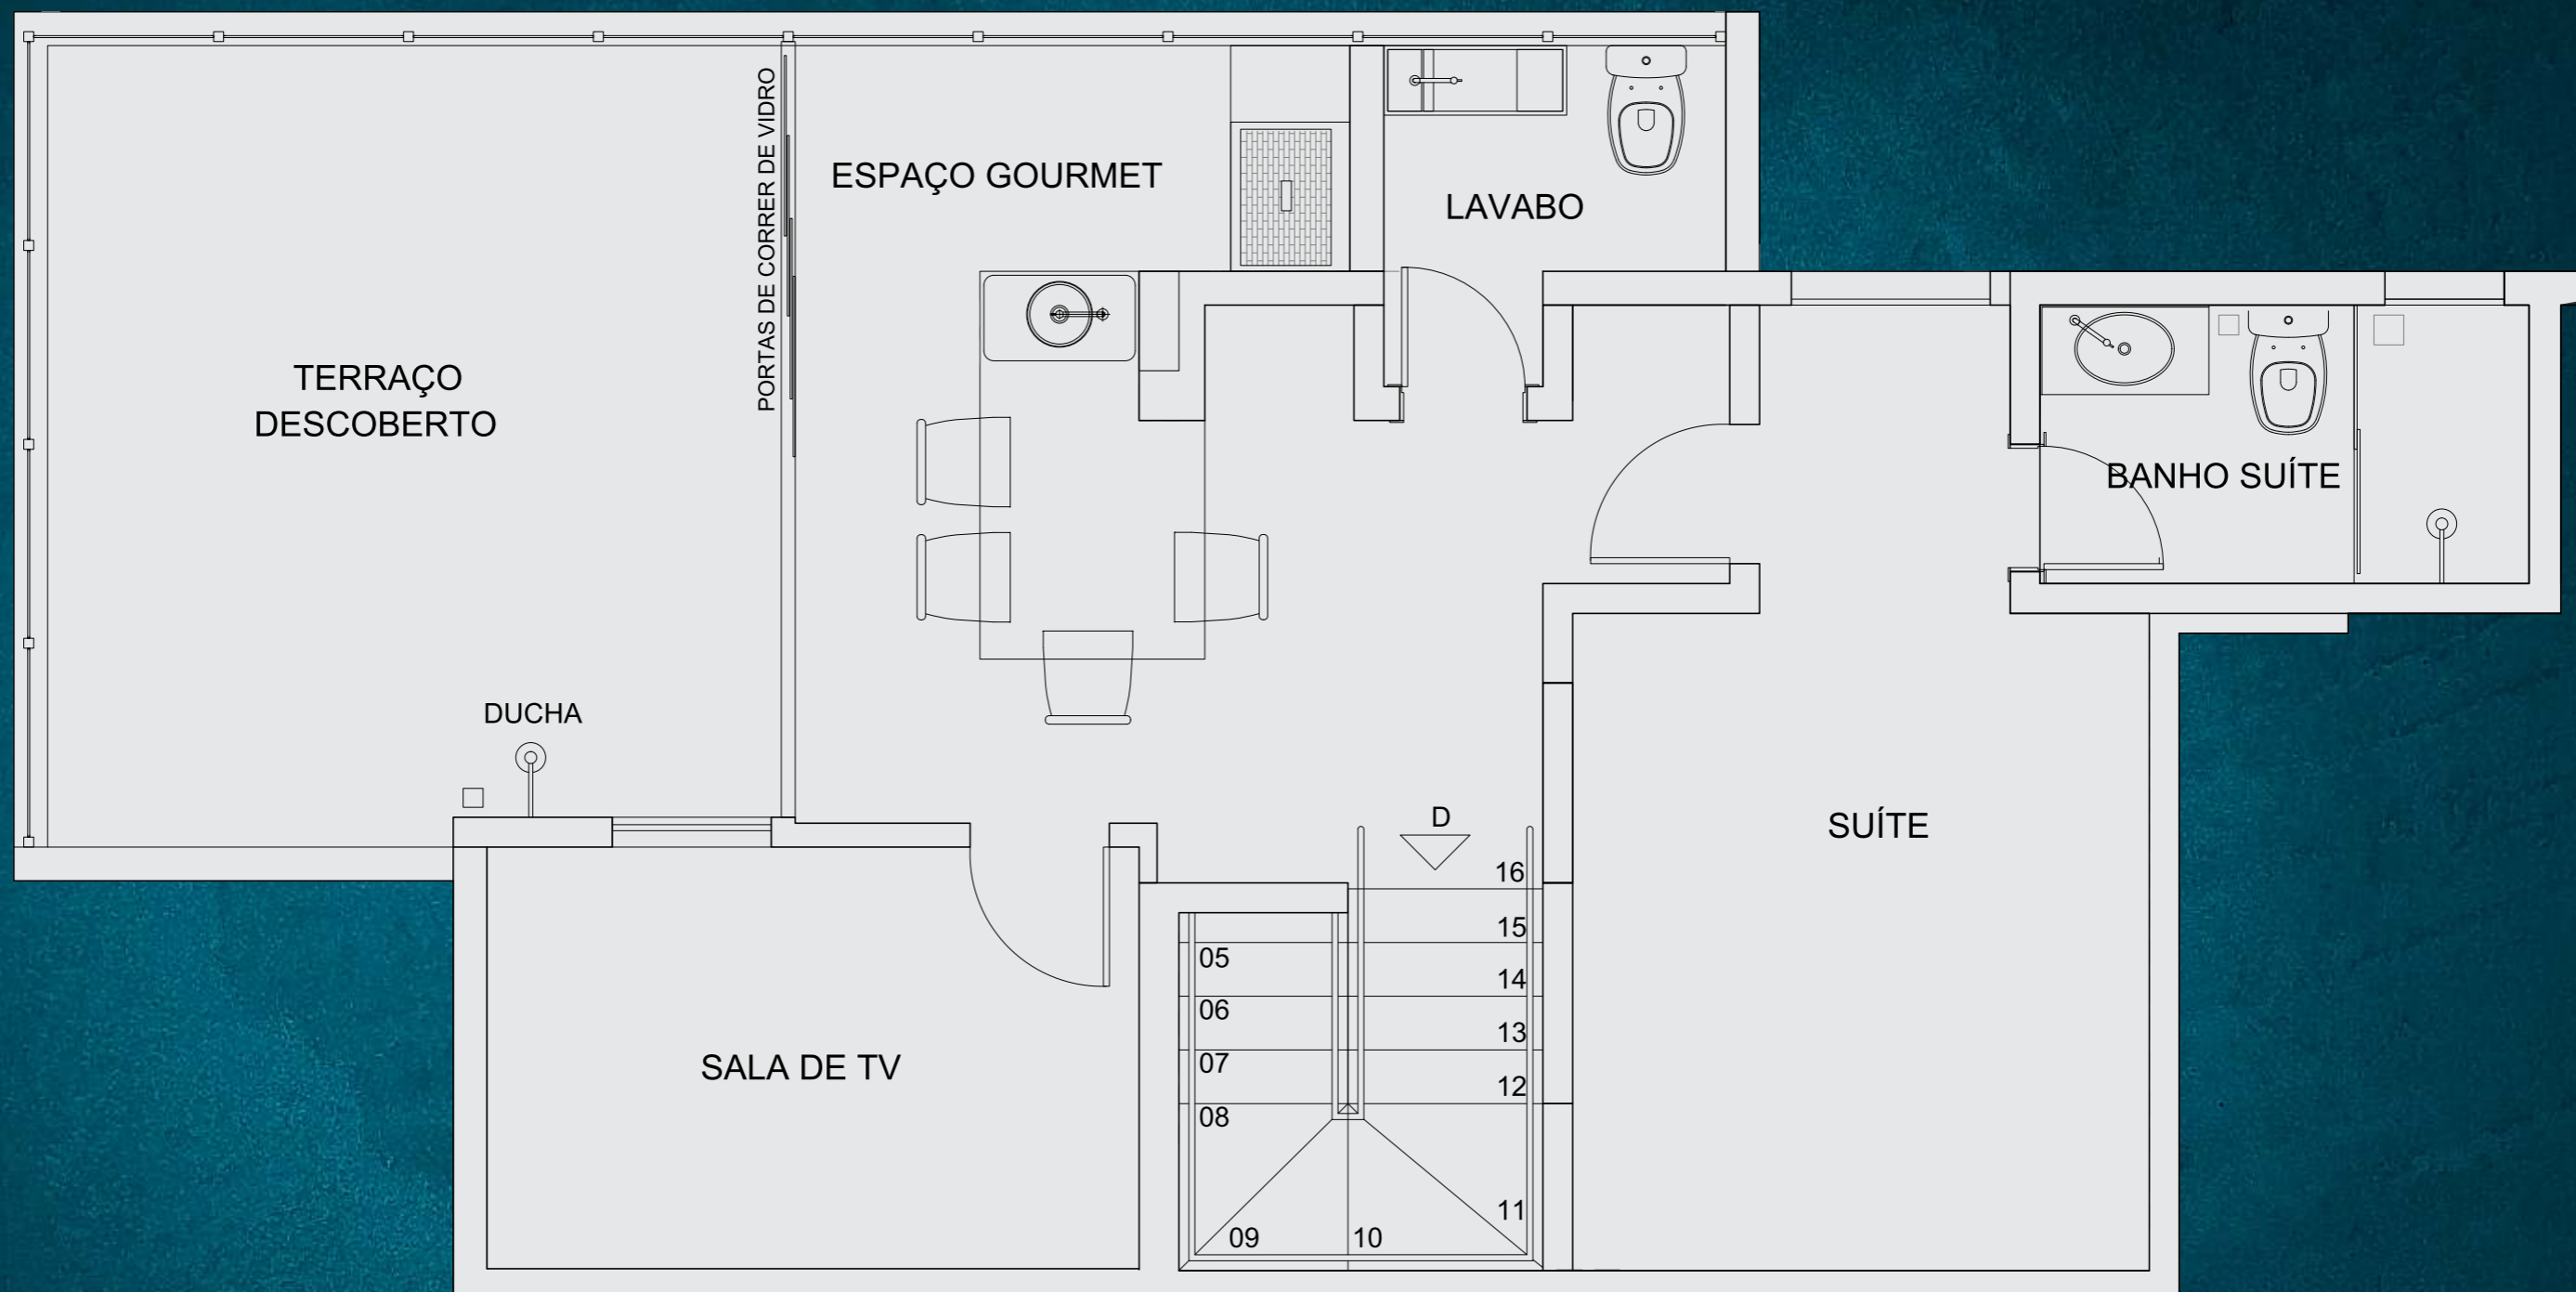 PORTAS DE CORRER DE VIDRO
ESPAÇO GOURMET
LAVABO
TERRAÇO
DESCOBERTO
BANHO SUÍTE
DUCHA
D
SUÍTE
16
15
05
14
06
13
07
12
08
SALA DE TV
11
09
10